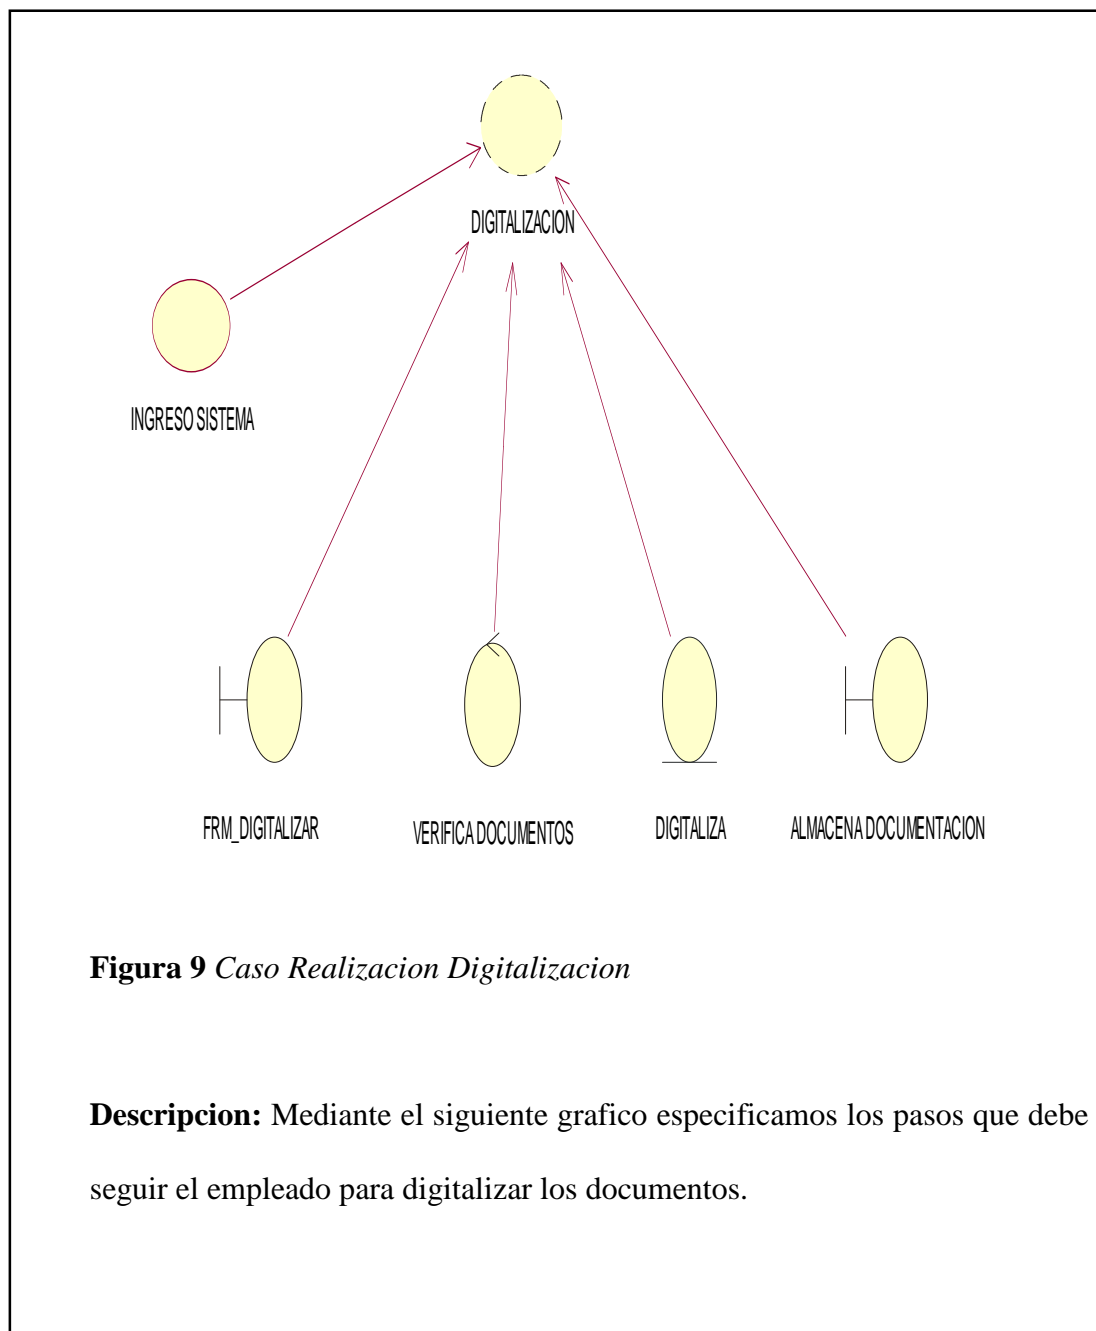 DIGITALIZACION
INGRESO SISTEMA
FRM_DIGITALIZAR
VERIFICA DOCUMENTOS
DIGITALIZA
ALMACENA DOCUMENTACION
Figura 9 Caso Realizacion Digitalizacion
Descripcion: Mediante el siguiente grafico especificamos los pasos que debe
seguir el empleado para digitalizar los documentos.